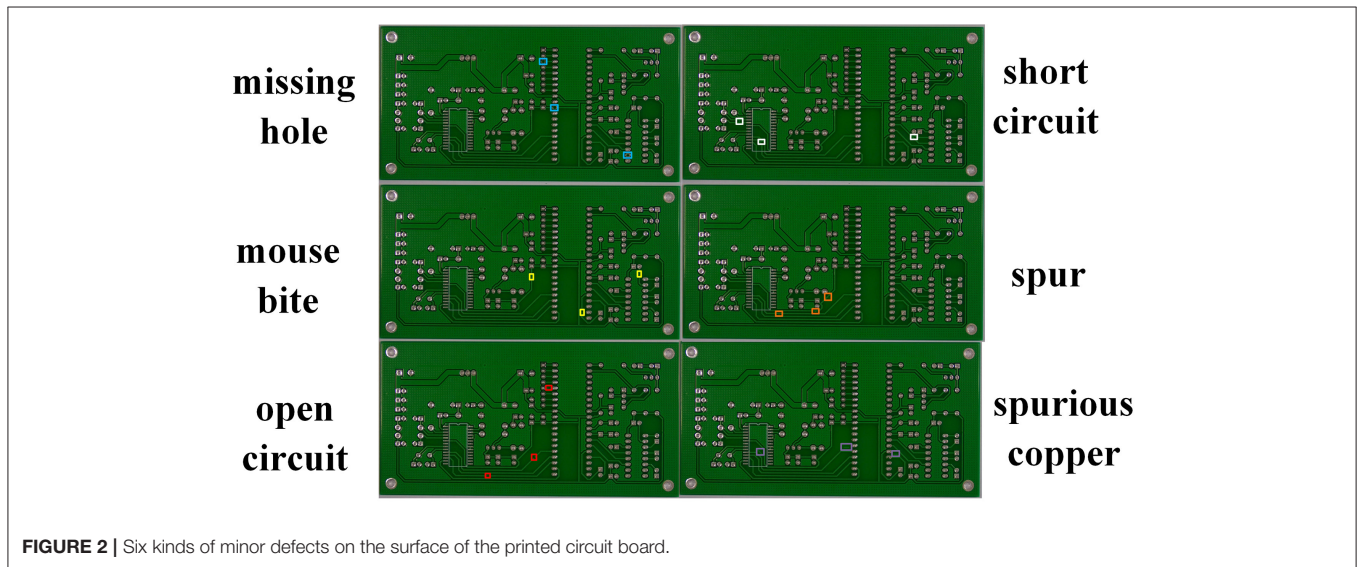 missing
hole
short
circuit
mouse
bite
spur
open
circuit
spurious
copper
FIGURE 2 | Six kinds of minor defects on the surface of the printed circuit board.